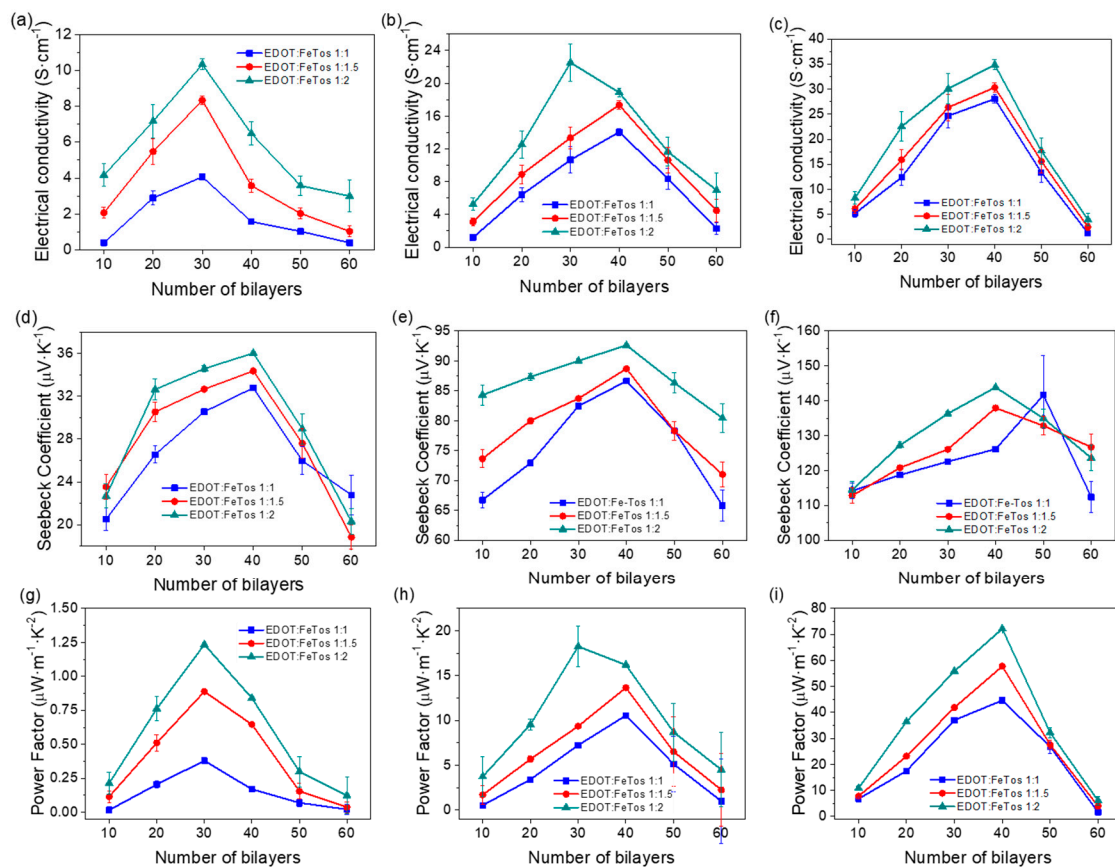 (a)
Electrical conductivity (S·cm⁻¹)
12
10
8
6
4
2
0
EDOT:FeTos 1:1
EDOT:FeTos 1:1.5
EDOT:FeTos 1:2
10 20 30 40 50 60
Number of bilayers
(b)
Electrical conductivity (S·cm⁻¹)
24
20
16
12
8
4
0
EDOT:FeTos 1:1
EDOT:FeTos 1:1.5
EDOT:FeTos 1:2
10 20 30 40 50 60
Number of bilayers
(c)
Electrical conductivity (S·cm⁻¹)
40
35
30
25
20
15
10
5
0
EDOT:FeTos 1:1
EDOT:FeTos 1:1.5
EDOT:FeTos 1:2
10 20 30 40 50 60
Number of bilayers
(d)
Seebeck Coefficient (μV·K⁻¹)
36
32
28
24
20
EDOT:FeTos 1:1
EDOT:FeTos 1:1.5
EDOT:FeTos 1:2
10 20 30 40 50 60
Number of bilayers
(e)
Seebeck Coefficient (μV·K⁻¹)
95
90
85
80
75
70
65
60
EDOT:Fe-Tos 1:1
EDOT:FeTos 1:1.5
EDOT:FeTos 1:2
10 20 30 40 50 60
Number of bilayers
(f)
Seebeck Coefficient (μV·K⁻¹)
160
150
140
130
120
110
100
EDOT:Fe-Tos 1:1
EDOT:FeTos 1:1.5
EDOT:FeTos 1:2
10 20 30 40 50 60
Number of bilayers
(g)
Power Factor (μW·m⁻¹·K⁻²)
1.50
1.25
1.00
0.75
0.50
0.25
0.00
EDOT:FeTos 1:1
EDOT:FeTos 1:1.5
EDOT:FeTos 1:2
10 20 30 40 50 60
Number of bilayers
(h)
Power Factor (μW·m⁻¹·K⁻²)
20
15
10
5
0
EDOT:FeTos 1:1
EDOT:FeTos 1:1.5
EDOT:FeTos 1:2
10 20 30 40 50 60
Number of bilayers
(i)
Power Factor (μW·m⁻¹·K⁻²)
80
70
60
50
40
30
20
10
0
EDOT:FeTos 1:1
EDOT:FeTos 1:1.5
EDOT:FeTos 1:2
10 20 30 40 50 60
Number of bilayers